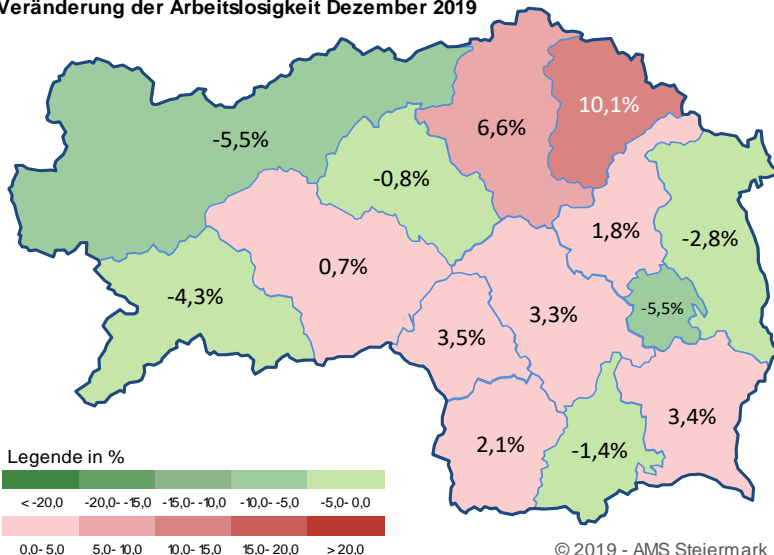 Veränderung der Arbeitslosigkeit Dezember 2019
10,1%
6,6%
-5,5%
-0,8%
1,8%
-2,8%
0,7%
-4,3%
-5,5%
3,3%
3,5%
3,4%
2,1%
-1,4%
Legende in %
< -20,0 -20,0- -15,0 -15,0- -10,0 -10,0- -5,0 -5,0- 0,0
0,0- 5,0 5,0- 10,0 10,0- 15,0 15,0- 20,0 > 20,0
© 2019 - AMS Steiermark